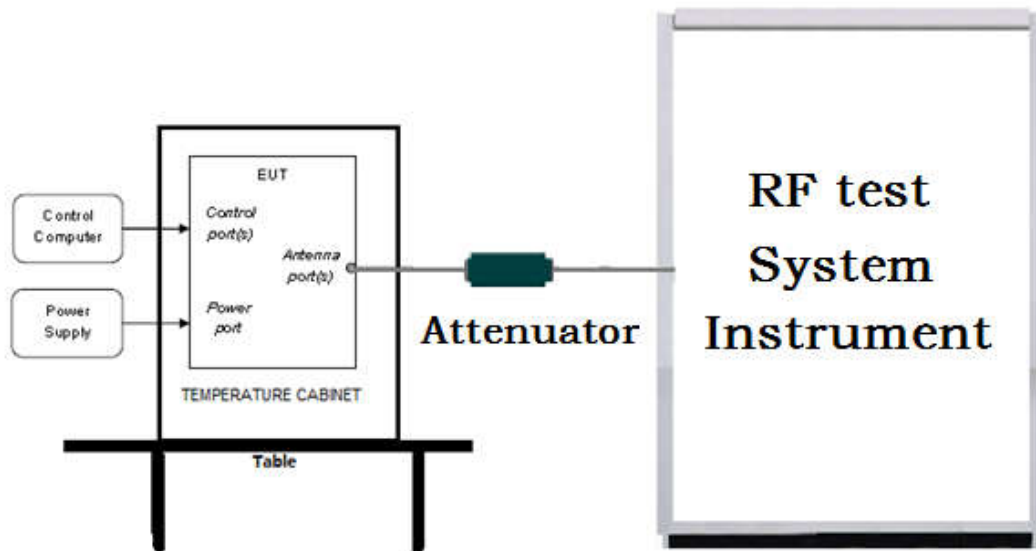 EUT
Control
Computer
Control
port(s)
Antenna
port(s)
Power
Supply
Power
port
TEMPERATURE CABINET
Table
Attenuator
RF test
System
Instrument